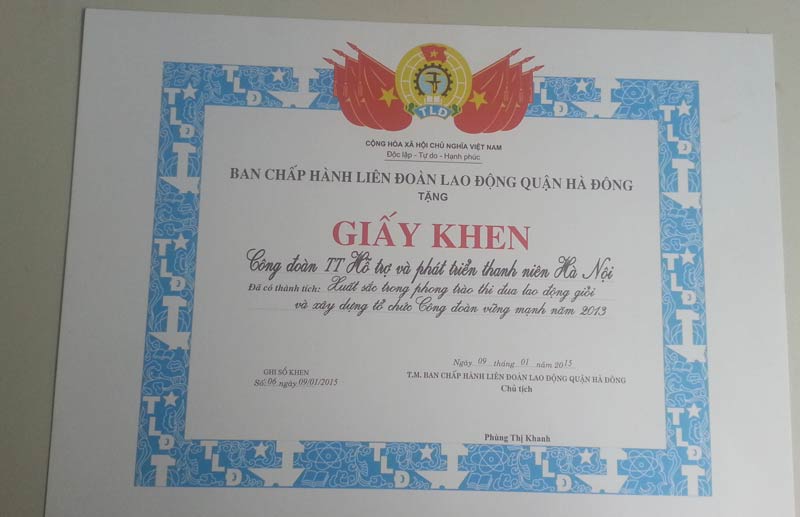 TLD
CỘNG HÒA XÃ HỘI CHỦ NGHĨA VIỆT NAM
Độc lập - Tự do - Hạnh phúc
BAN CHẤP HÀNH LIÊN ĐOÀN LAO ĐỘNG QUẬN HÀ ĐÔNG
TẶNG
GIẤY KHEN
Công đoàn TT Hỗ trợ và phát triển thanh niên Hà Nội
Đã có thành tích: Xuất sắc trong phong trào thi đua lao động giỏi
và xây dựng tổ chức Công đoàn vững mạnh năm 2013
Ngày 09 tháng 01 năm 2015
GHI SỔ KHEN
Số: 06 ngày 09/01/2015
T.M. BAN CHẤP HÀNH LIÊN ĐOÀN LAO ĐỘNG QUẬN HÀ ĐÔNG
Chủ tịch
Phùng Thị Khanh